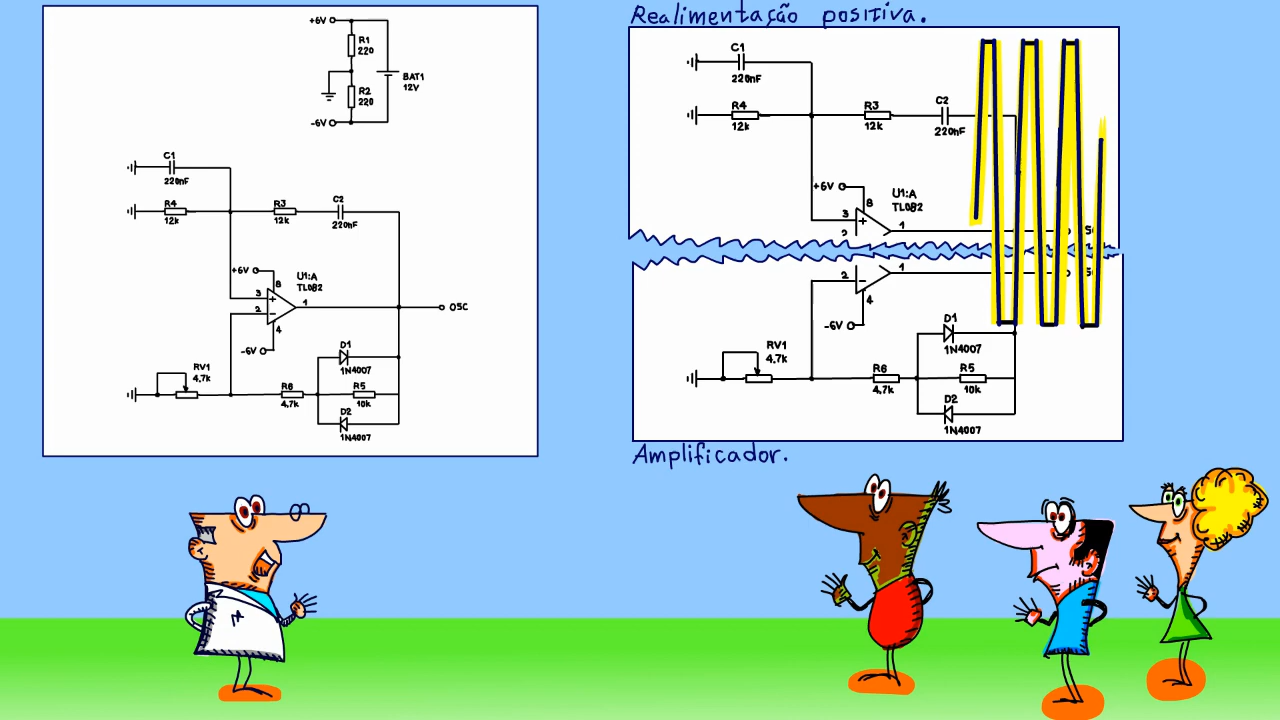 +6V
R1
220
BAT1
12V
R2
220
-6V
C1
220nF
R4
12k
R3
12k
C2
220nF
+6V
8
U1:A
TL082
3
+
1
OSC
2
-
4
-6V
RV1
4.7k
D1
1N4007
R6
4.7k
R5
10k
D2
1N4007
Realimentação positiva.
C1
220nF
R4
12k
R3
12k
C2
220nF
+6V
8
U1:A
TL082
3
+
1
2
2
-
1
4
-6V
RV1
4.7k
D1
1N4007
R6
4.7k
R5
10k
D2
1N4007
Amplificador.